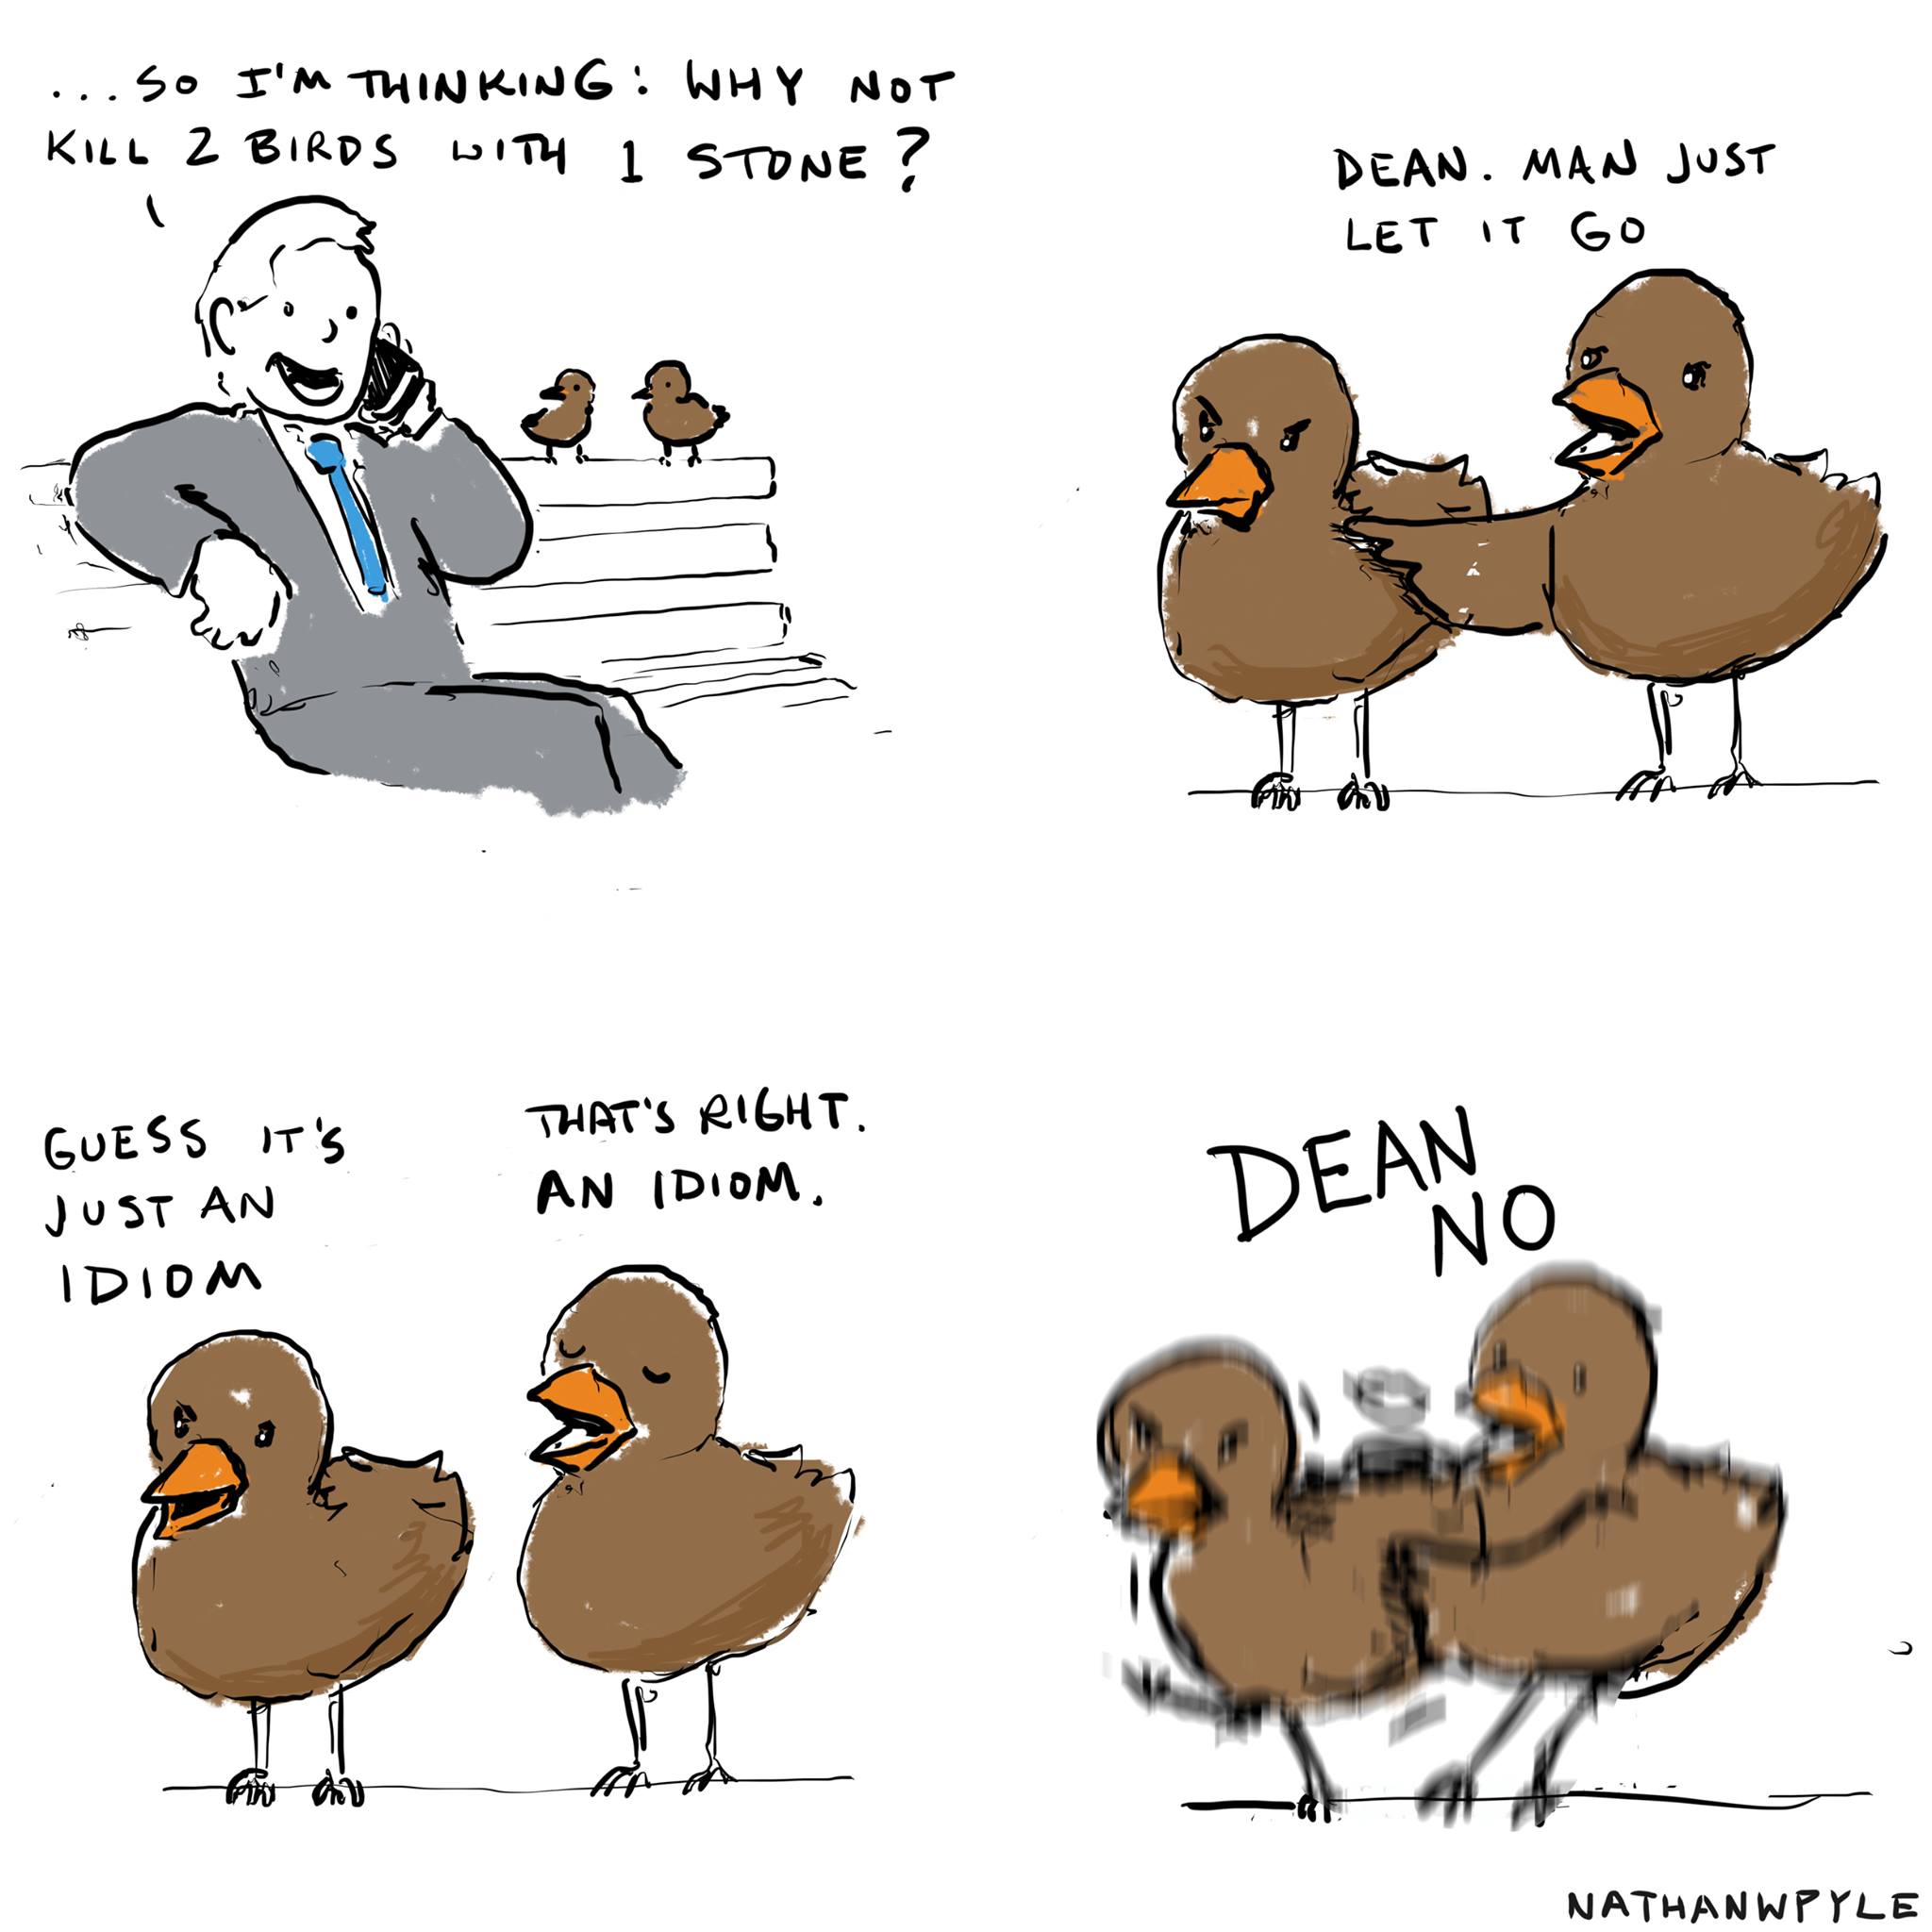 ...SO I'M THINKING: WHY NOT
KILL 2 BIRDS WITH 1 STONE?
DEAN. MAN JUST
LET IT GO
GUESS IT'S
JUST AN
IDIOM
THAT'S RIGHT.
AN IDIOM.
DEAN
NO
NATHANWPYLE